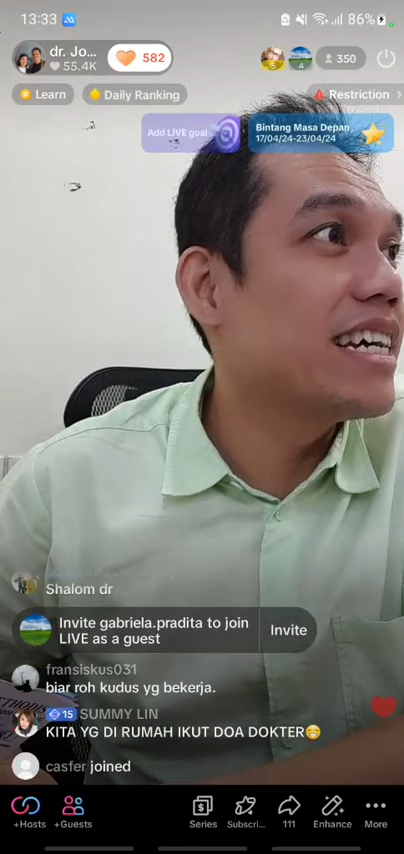 13:33
86%
dr. Jo...
55.4K
582
5
4
350
Learn
Daily Ranking
Restriction
Add LIVE goal
Bintang Masa Depan
17/04/24-23/04/24
Shalom dr
Invite gabriela.pradita to join
LIVE as a guest
Invite
fransiskus031
biar roh kudus yg bekerja.
15 SUMMY LIN
KITA YG DI RUMAH IKUT DOA DOKTER😁
casfer joined
+Hosts
+Guests
Series
Subscri...
111
Enhance
More